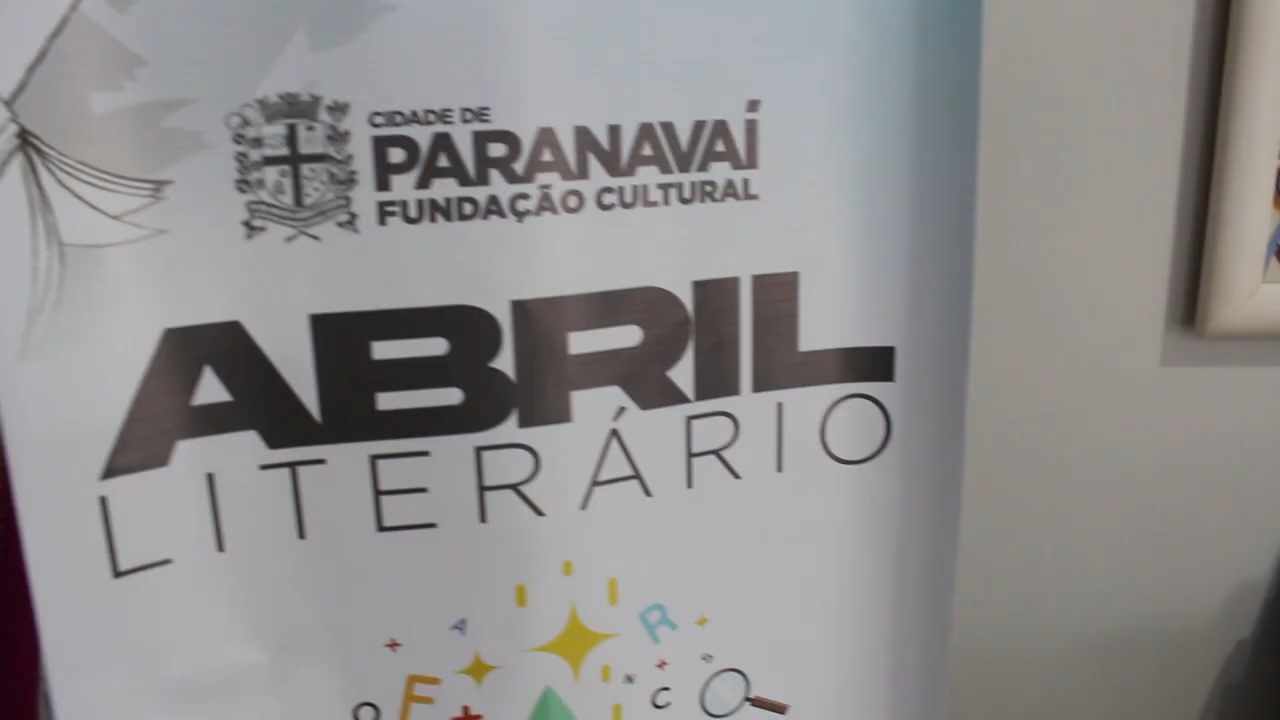 CIDADE DE
PARANAVAÍ
FUNDAÇÃO CULTURAL
ABRIL
LITERÁRIO
A R
N
F C